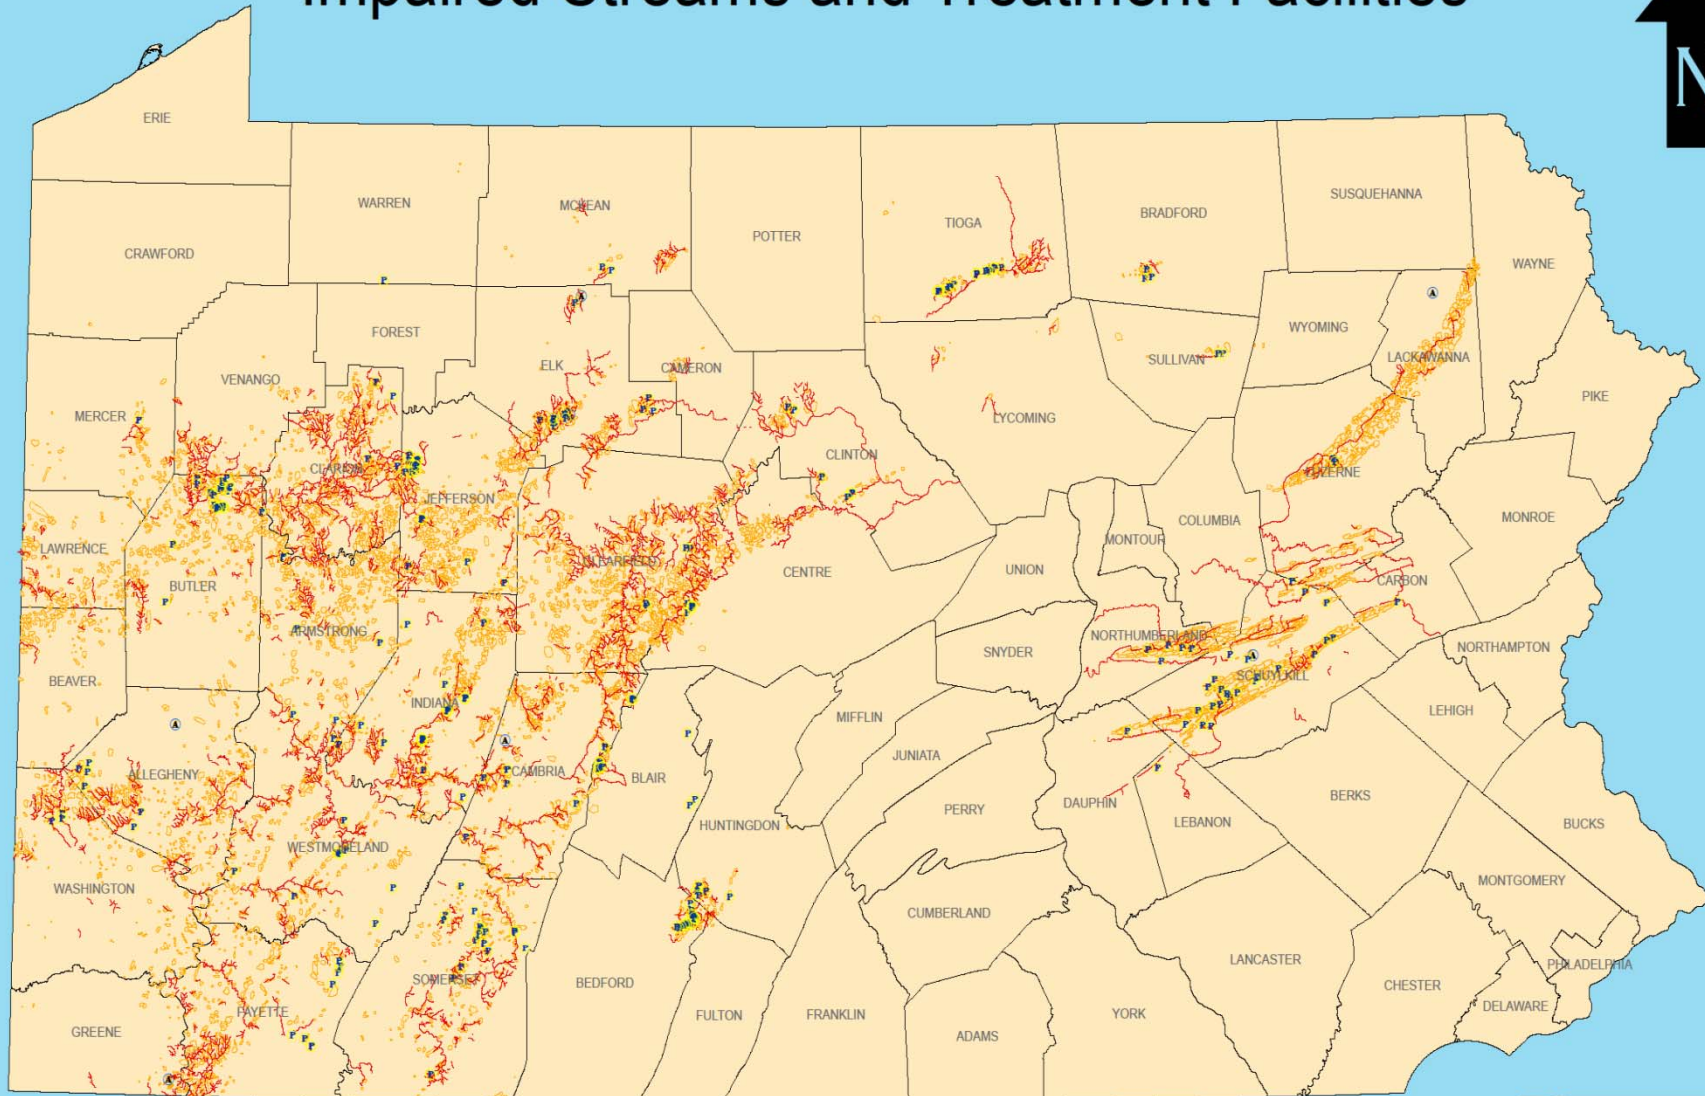 Impaired Streams and Treatment Facilities
N
ERIE
WARREN
MCKEAN
CRAWFORD
POTTER
TIOGA
BRADFORD
SUSQUEHANNA
WAYNE
FOREST
WYOMING
VENANGO
ELK
CAMERON
SULLIVAN
LACKAWANNA
PIKE
MERCER
LYCOMING
CLARION
CLINTON
LUZERNE
JEFFERSON
COLUMBIA
MONROE
LAWRENCE
MONTOUR
BUTLER
CLEARFIELD
CENTRE
UNION
CARBON
ARMSTRONG
NORTHUMBERLAND
SNYDER
NORTHAMPTON
BEAVER
INDIANA
MIFFLIN
SCHUYLKILL
LEHIGH
JUNIATA
ALLEGHENY
CAMBRIA
BLAIR
HUNTINGDON
PERRY
DAUPHIN
LEBANON
BERKS
BUCKS
WESTMORELAND
WASHINGTON
MONTGOMERY
CUMBERLAND
LANCASTER
PHILADELPHIA
SOMERSET
BEDFORD
CHESTER
DELAWARE
GREENE
FAYETTE
FULTON
FRANKLIN
ADAMS
YORK